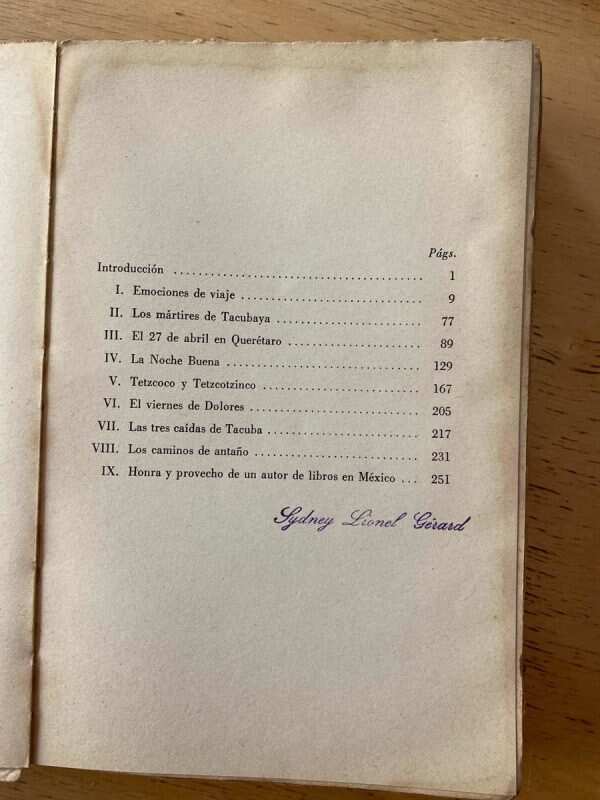 Págs.
Introducción ........................................ 1
I. Emociones de viaje .............................. 9
II. Los mártires de Tacubaya ........................ 77
III. El 27 de abril en Querétaro ...................... 89
IV. La Noche Buena ................................ 129
V. Tetzcoco y Tetzcotzinco .......................... 167
VI. El viernes de Dolores ............................ 205
VII. Las tres caídas de Tacuba ........................ 217
VIII. Los caminos de antaño .......................... 231
IX. Honra y provecho de un autor de libros en México ... 251
Sydney Lionel Gérard